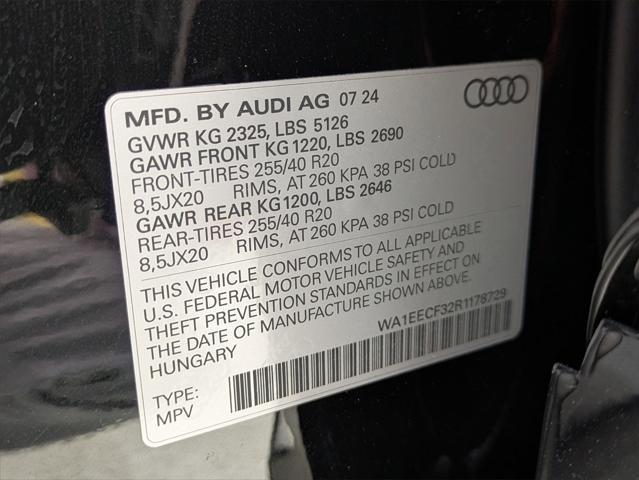 MFD. BY AUDI AG 07 24
GVWR KG 2325, LBS 5126
GAWR FRONT KG 1220, LBS 2690
FRONT-TIRES 255/40 R20
8,5JX20 RIMS, AT 260 KPA 38 PSI COLD
GAWR REAR KG 1200, LBS 2646
REAR-TIRES 255/40 R20
8,5JX20 RIMS, AT 260 KPA 38 PSI COLD
THIS VEHICLE CONFORMS TO ALL APPLICABLE
U.S. FEDERAL MOTOR VEHICLE SAFETY AND
THEFT PREVENTION STANDARDS IN EFFECT ON
THE DATE OF MANUFACTURE SHOWN ABOVE.
HUNGARY
WA1EECF32R1178729
TYPE:
MPV